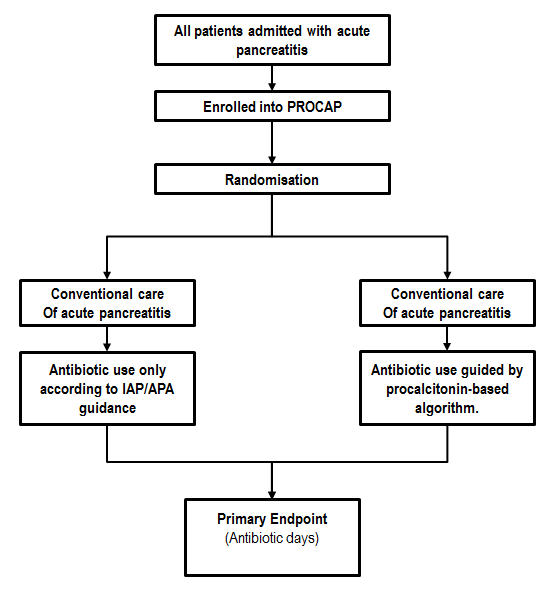 All patients admitted with acute
pancreatitis
Enrolled into PROCAP
Randomisation
Conventional care
Of acute pancreatitis
Antibiotic use only
according to IAP/APA
guidance
Conventional care
Of acute pancreatitis
Antibiotic use guided by
procalcitonin-based
algorithm.
Primary Endpoint
(Antibiotic days)